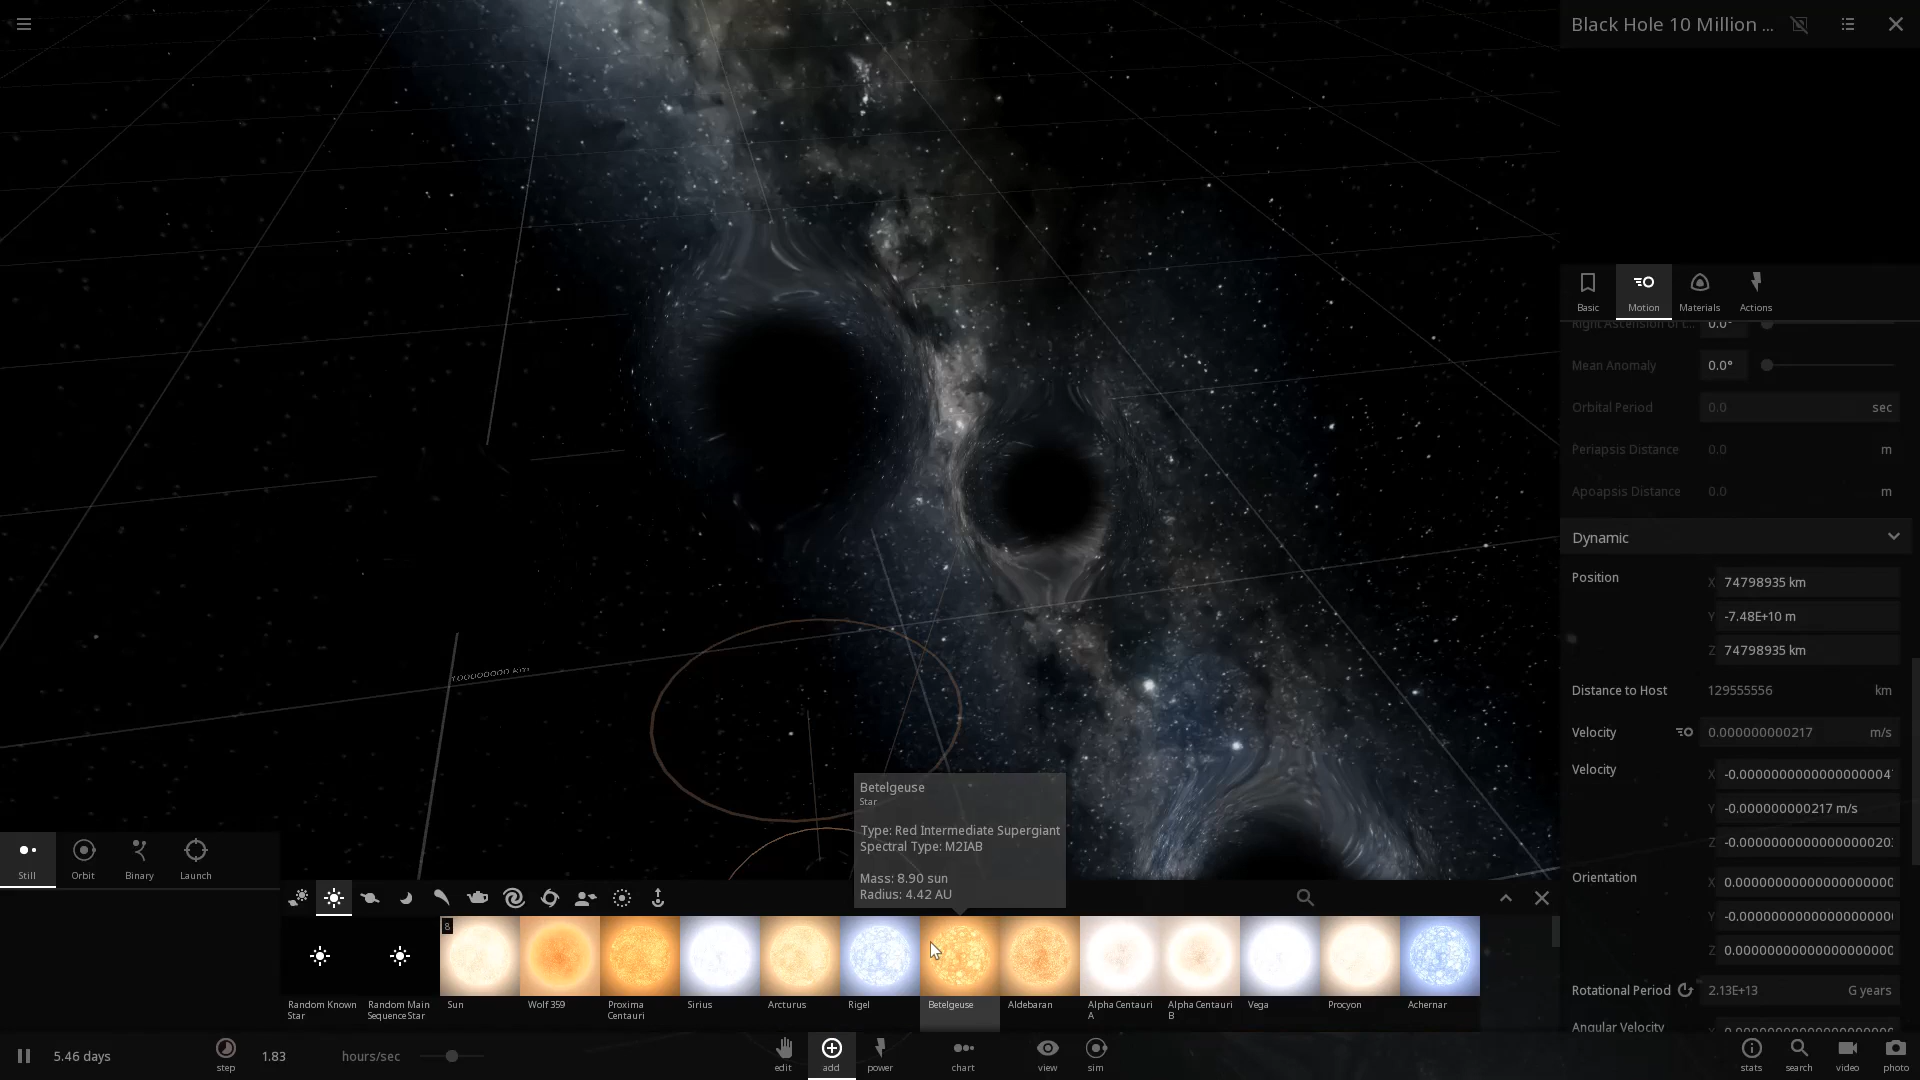 Black Hole 10 Million ...
Basic
Motion
Materials
Actions
Right Ascension of t...
0.0°
Mean Anomaly
0.0°
Orbital Period
0.0
sec
Periapsis Distance
0.0
m
Apoapsis Distance
0.0
m
Dynamic
Position
X 74798935 km
Y -7.48E+10 m
Z 74798935 km
Distance to Host
129555556
km
Velocity
0.000000000217
m/s
Velocity
Y -0.000000000217 m/s
Orientation
Rotational Period
2.13E+13
G years
Angular Velocity
Betelgeuse
Star
Type: Red Intermediate Supergiant
Spectral Type: M2IAB
Mass: 8.90 sun
Radius: 4.42 AU
Still
Orbit
Binary
Launch
8
Random Known
Star
Random Main
Sequence Star
Sun
Wolf 359
Proxima
Centauri
Sirius
Arcturus
Rigel
Betelgeuse
Aldebaran
Alpha Centauri
A
Alpha Centauri
B
Vega
Procyon
Achernar
5.46 days
step
1.83
hours/sec
edit
add
power
chart
view
sim
stats
search
video
photo